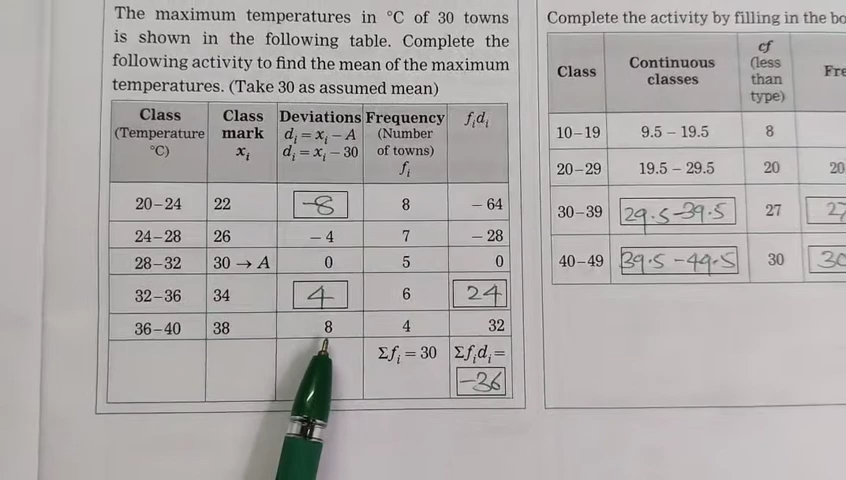 The maximum temperatures in °C of 30 towns
is shown in the following table. Complete the
following activity to find the mean of the maximum
temperatures. (Take 30 as assumed mean)
Class (Temperature °C) Class mark xᵢ Deviations dᵢ = xᵢ – A dᵢ = xᵢ – 30 Frequency (Number of towns) fᵢ fᵢdᵢ
20–24 22 -8 8 – 64
24–28 26 – 4 7 – 28
28–32 30 → A 0 5 0
32–36 34 4 6 24
36–40 38 8 4 32
Σfᵢ = 30 Σfᵢdᵢ = -36
Complete the activity by filling in the
Class Continuous classes cf (less than type)
10–19 9.5 – 19.5 8
20–29 19.5 – 29.5 20 20
30–39 29.5-39.5 27 27
40–49 39.5-49.5 30 30